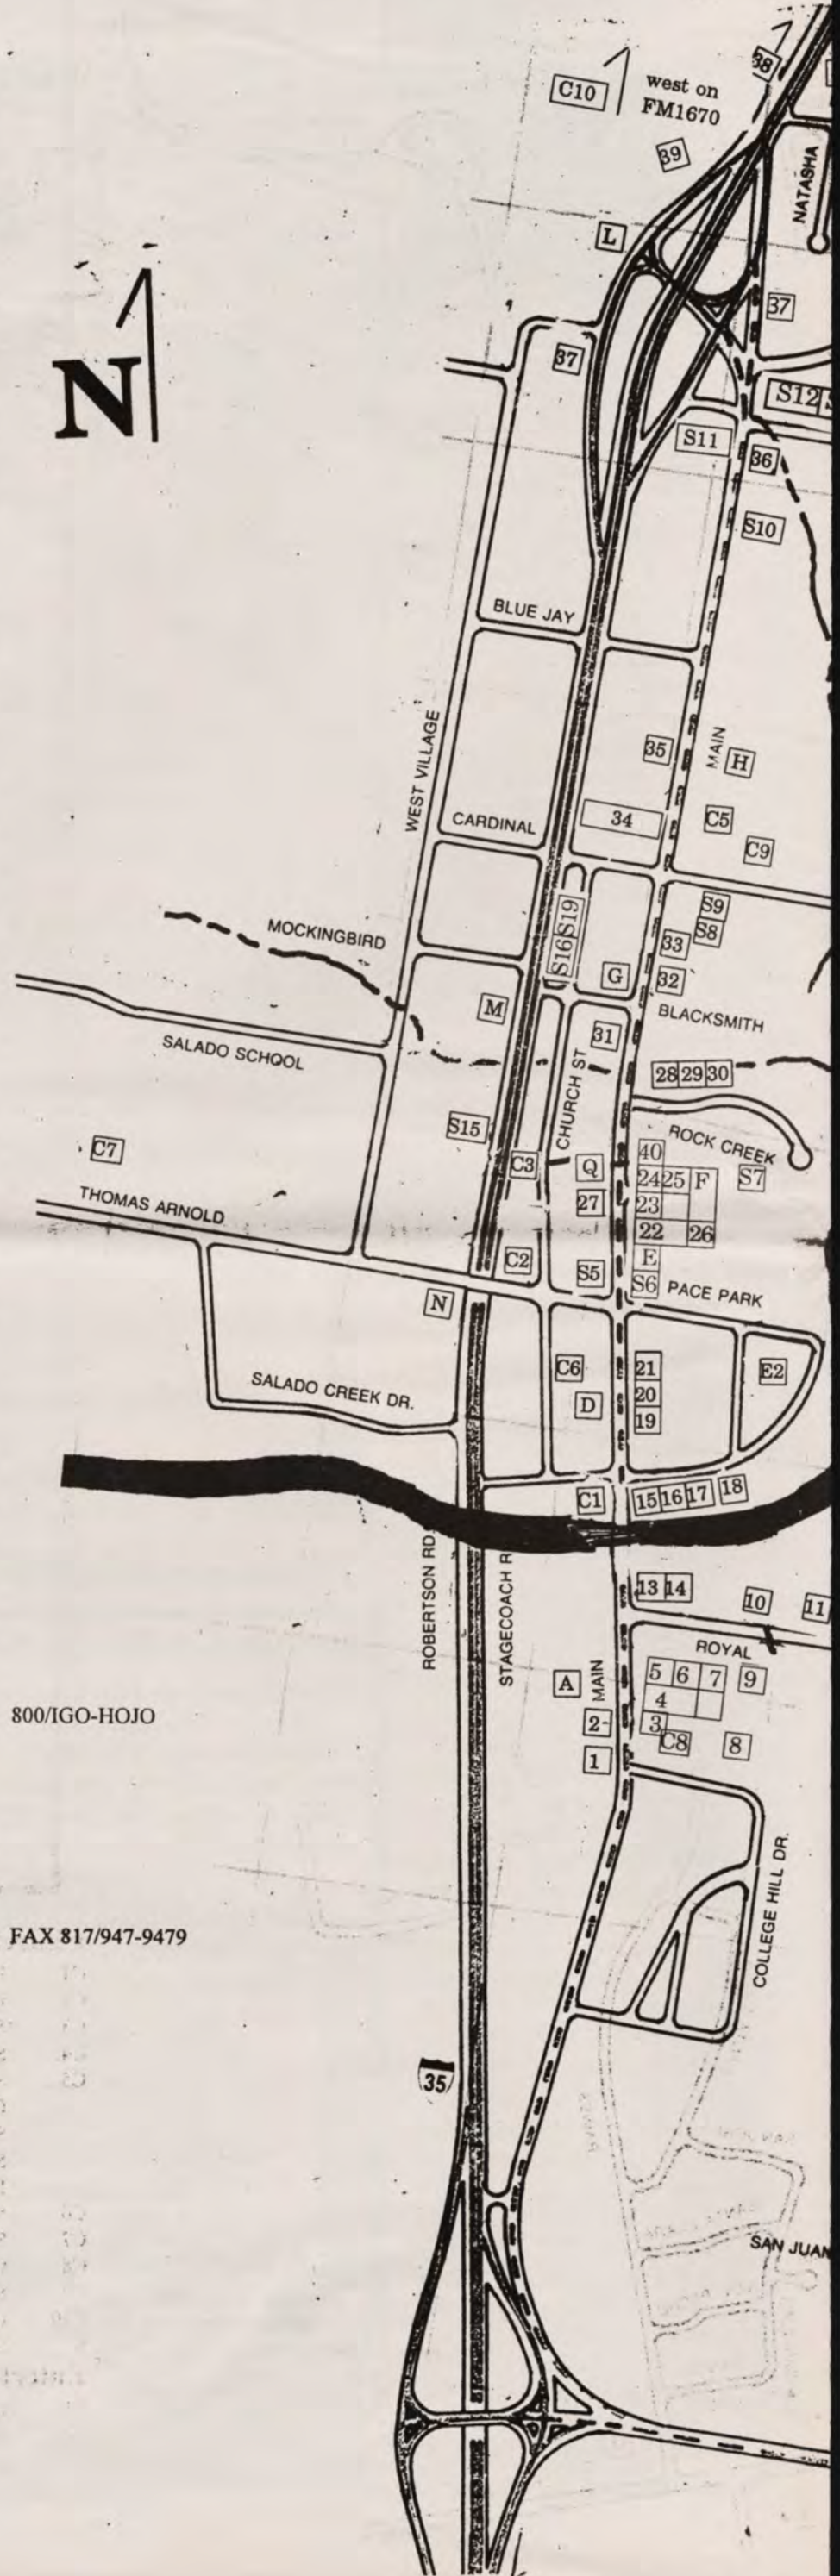 38
C10
west on
FM1670
39
NATASHA
L
N
37
37
S12
S11
36
S10
BLUE JAY
WEST VILLAGE
35
MAIN
H
34
C5
CARDINAL
C9
S9
S19
S16
S8
33
MOCKINGBIRD
G
32
M
BLACKSMITH
31
SALADO SCHOOL
CHURCH ST
28 29 30
S15
ROCK CREEK
C7
C3
Q
40
24 25 F
S7
27
23
THOMAS ARNOLD
22 26
C2
S5
E
S6
PACE PARK
N
C6
21
E2
SALADO CREEK DR.
D
20
19
C1
15 16 17 18
ROBERTSON RD.
STAGECOACH R
13 14
10
11
ROYAL
A
MAIN
5 6 7 9
4
2-
3
C8
8
1
800/IGO-HOJO
COLLEGE HILL DR.
FAX 817/947-9479
35
SAN JUAN